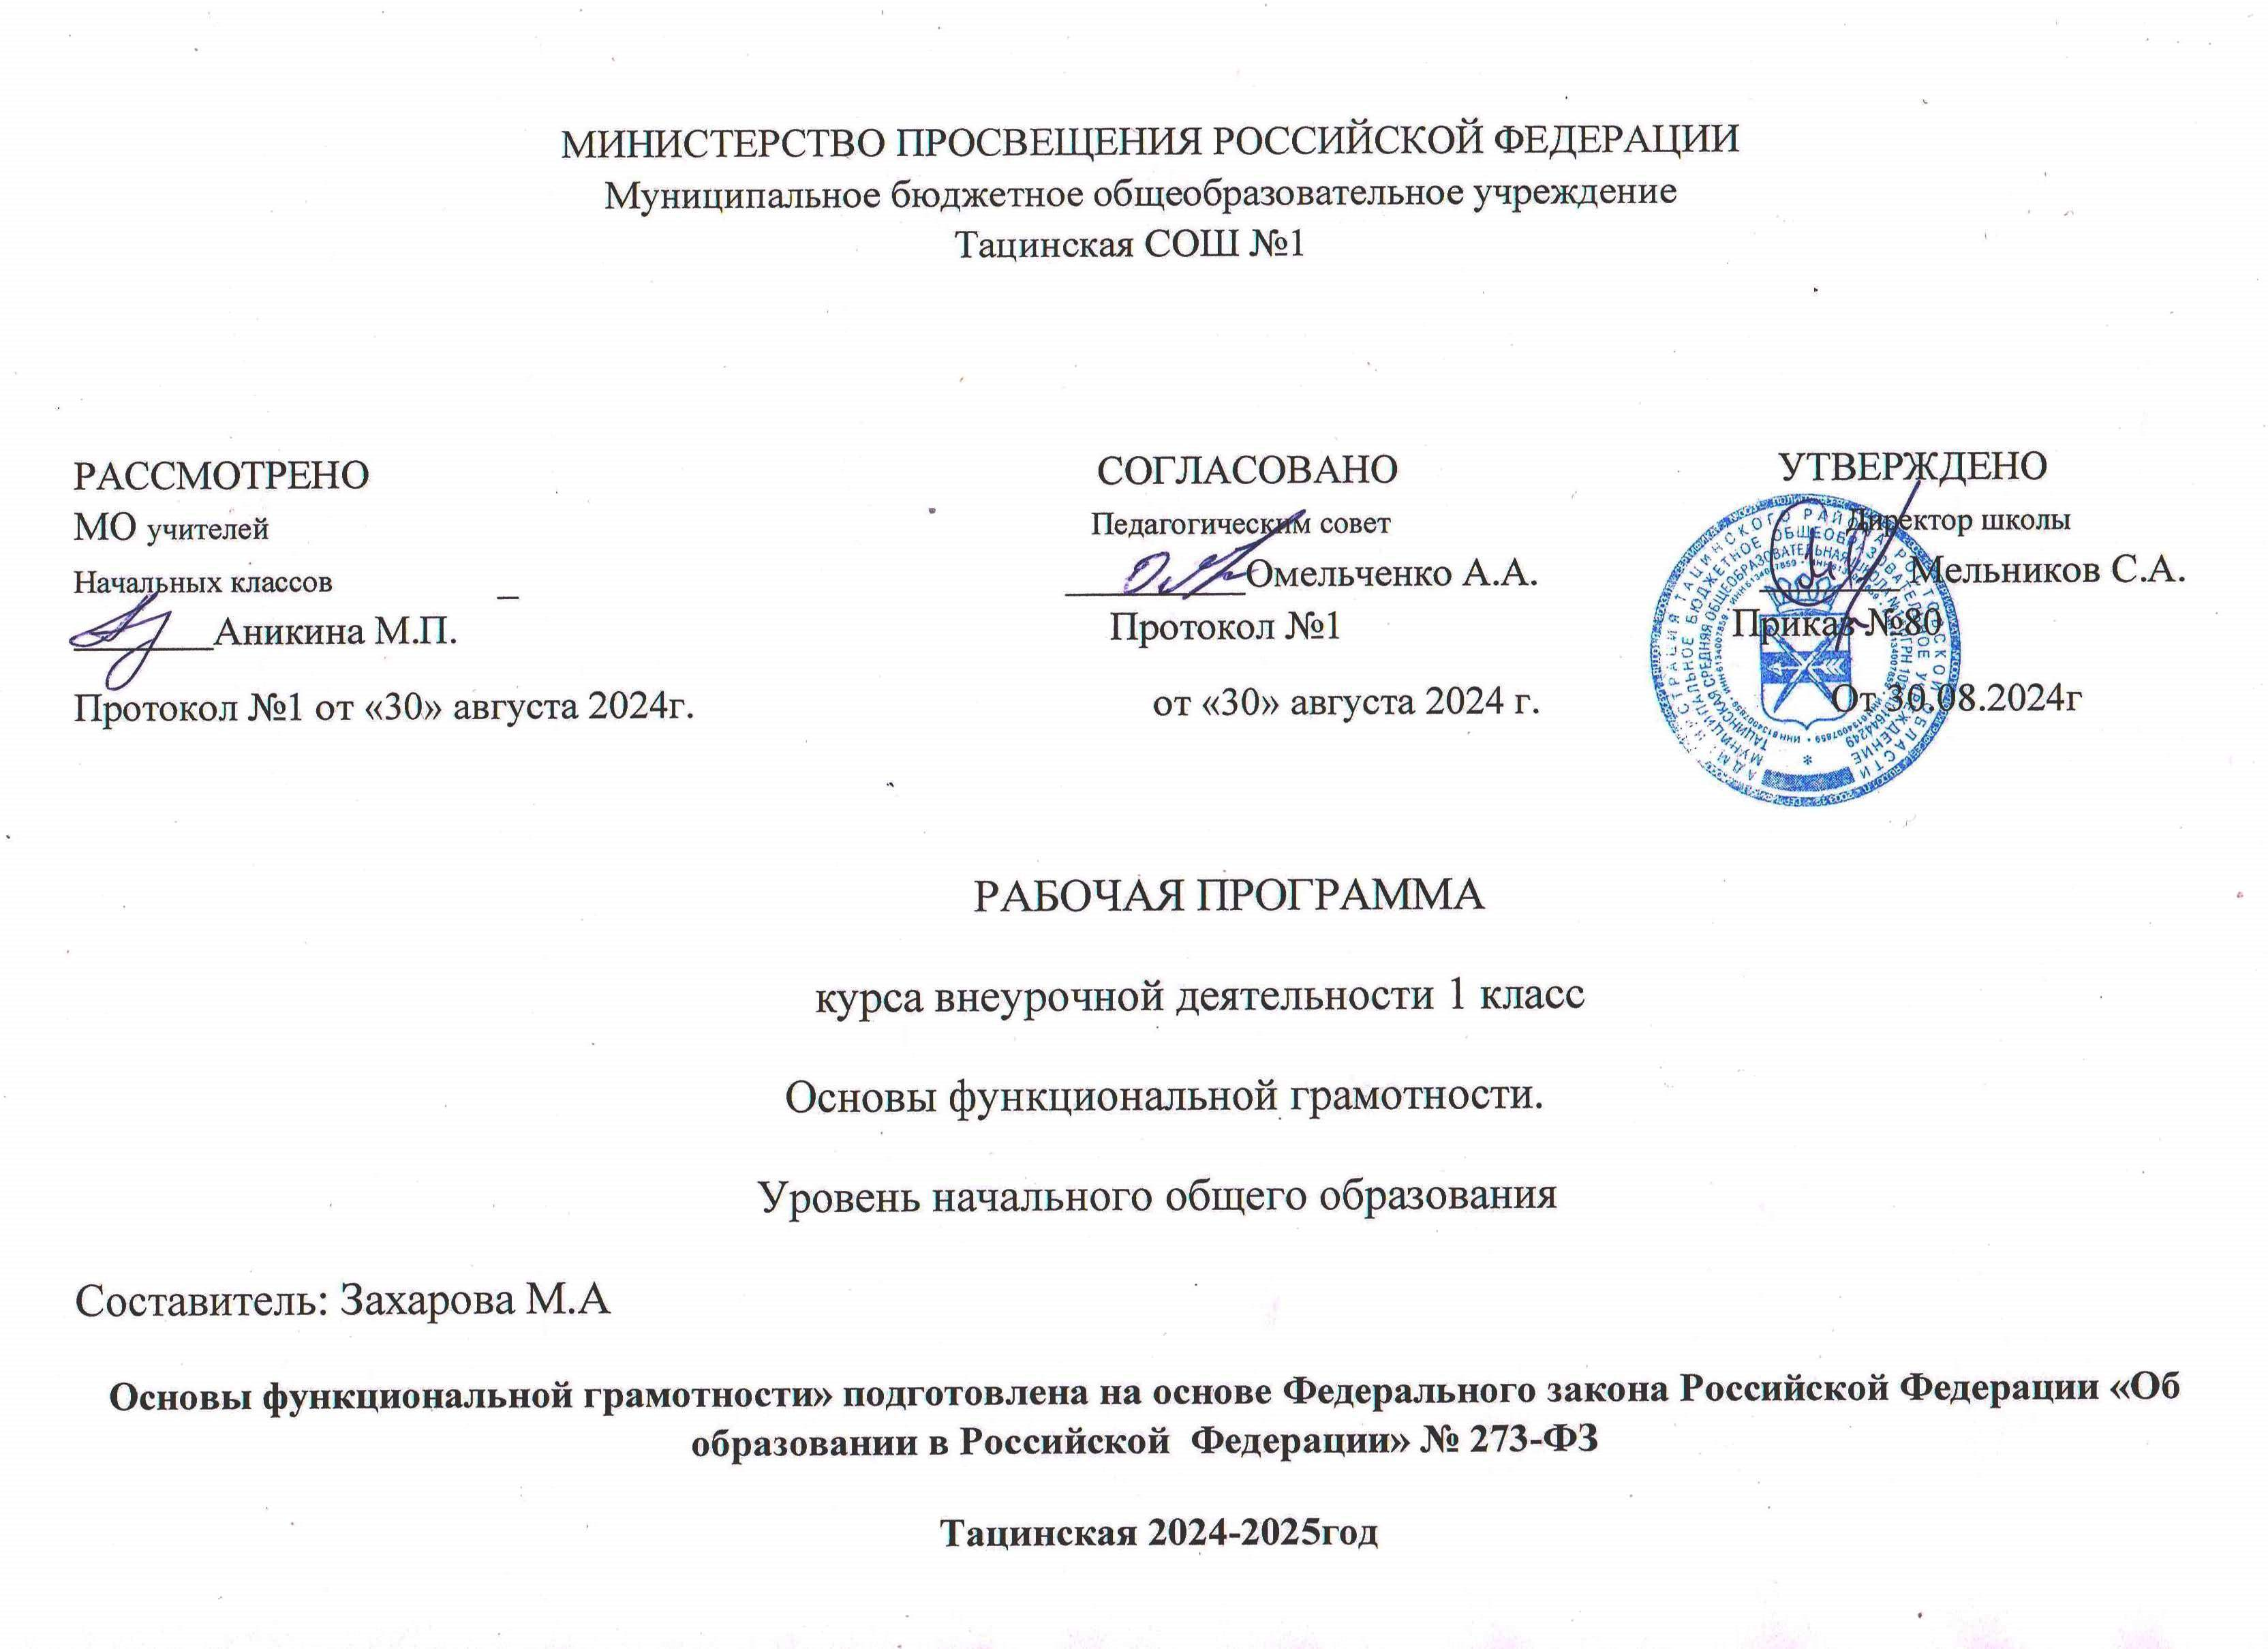 МИНИСТЕРСТВО ПРОСВЕЩЕНИЯ РОССИЙСКОЙ ФЕДЕРАЦИИ
Муниципальное бюджетное общеобразовательное учреждение
Тацинская СОШ №1
РАССМОТРЕНО
МО учителей
Начальных классов _
_______Аникина М.П.
Протокол №1 от «30» августа 2024г.
СОГЛАСОВАНО
Педагогическим совет
_________Омельченко А.А.
Протокол №1
от «30» августа 2024 г.
УТВЕРЖДЕНО
Директор школы
_______ Мельников С.А.
Приказ №80
От 30.08.2024г
РАБОЧАЯ ПРОГРАММА
курса внеурочной деятельности 1 класс
Основы функциональной грамотности.
Уровень начального общего образования
Составитель: Захарова М.А
Основы функциональной грамотности» подготовлена на основе Федерального закона Российской Федерации «Об
образовании в Российской Федерации» № 273-ФЗ
Тацинская 2024-2025год